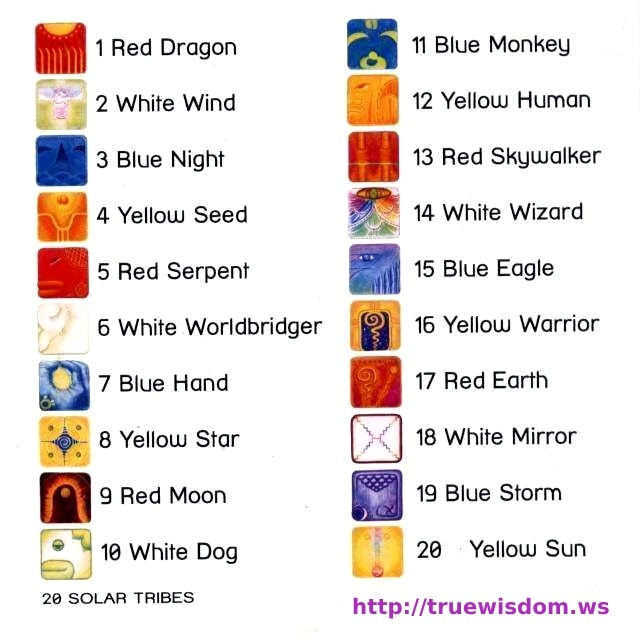 1 Red Dragon
2 White Wind
3 Blue Night
4 Yellow Seed
5 Red Serpent
6 White Worldbridger
7 Blue Hand
8 Yellow Star
9 Red Moon
10 White Dog
20 SOLAR TRIBES
11 Blue Monkey
12 Yellow Human
13 Red Skywalker
14 White Wizard
15 Blue Eagle
16 Yellow Warrior
17 Red Earth
18 White Mirror
19 Blue Storm
20 Yellow Sun
http://truewisdom.ws